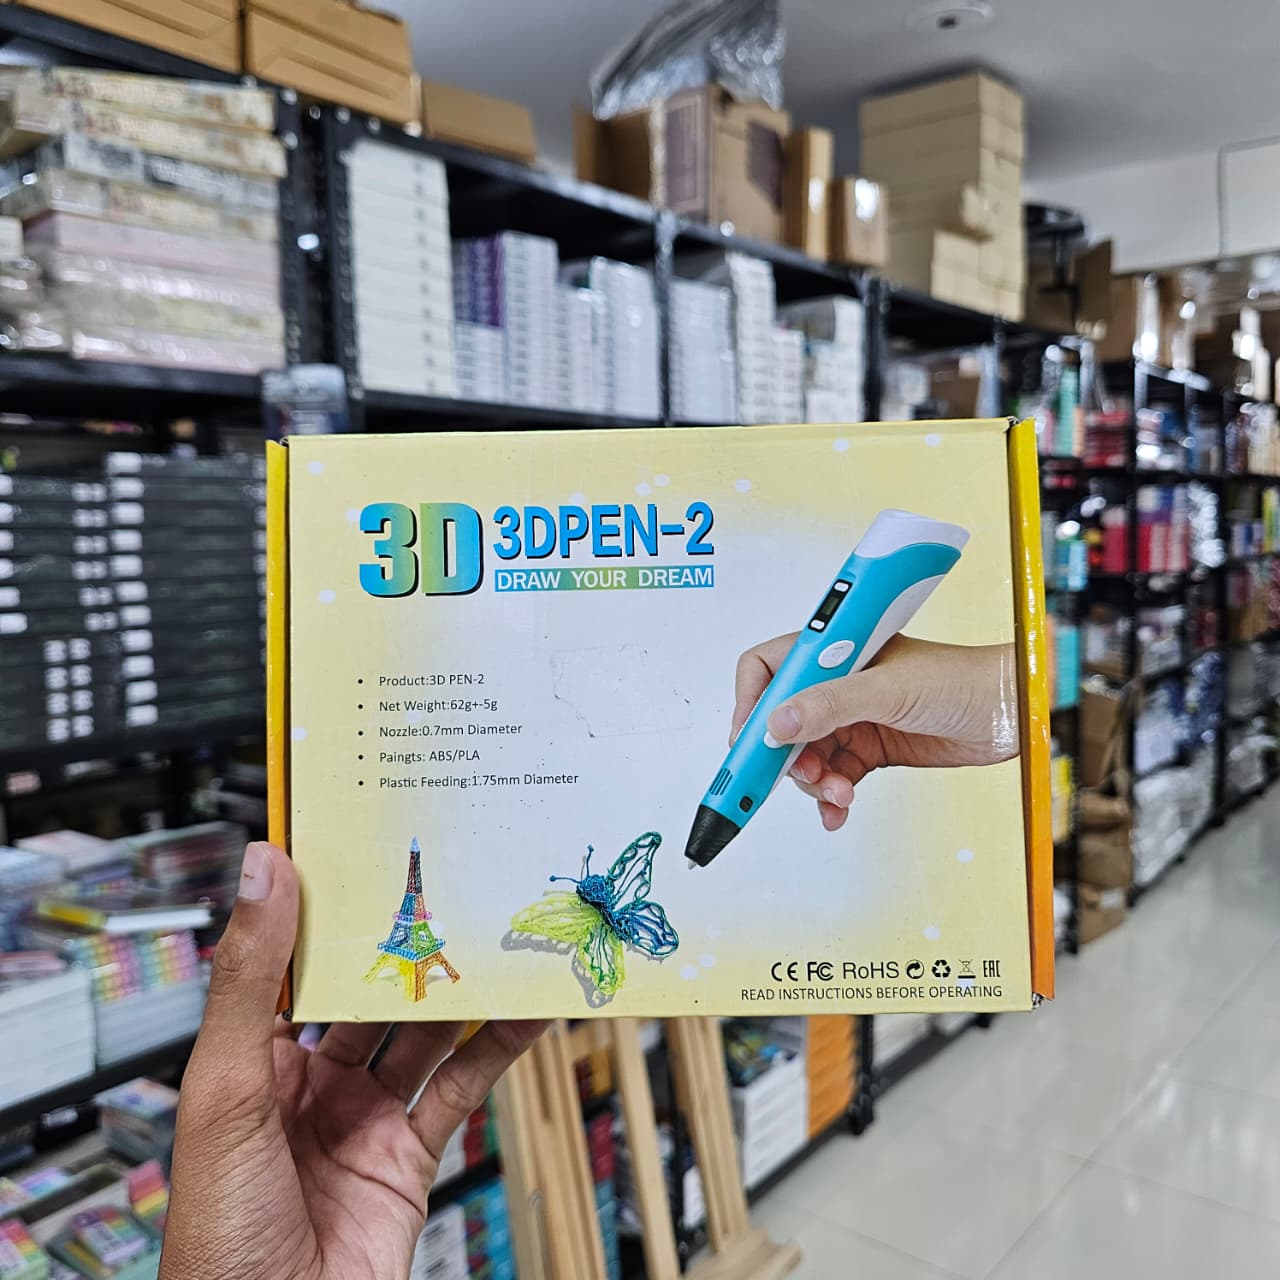 3D 3DPEN-2
DRAW YOUR DREAM
• Product:3D PEN-2
• Net Weight:62g+-5g
• Nozzle:0.7mm Diameter
• Paingts: ABS/PLA
• Plastic Feeding:1.75mm Diameter
CE FC RoHS EAC
READ INSTRUCTIONS BEFORE OPERATING